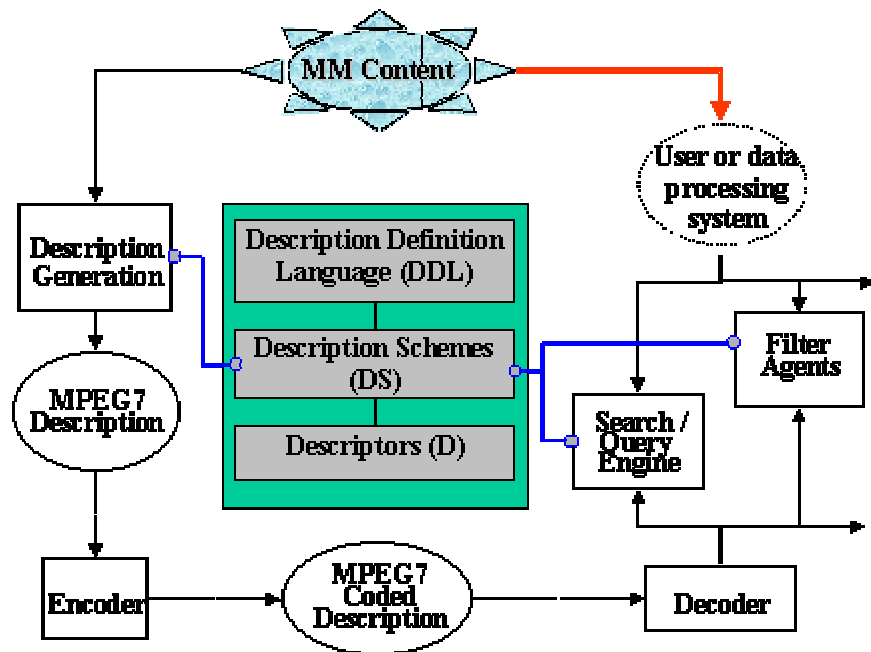 MM Content
User or data
processing
system
Description
Generation
Description Definition
Language (DDL)
Description Schemes
(DS)
Descriptors (D)
Filter
Agents
Search /
Query
Engine
MPEG7
Description
Encoder
MPEG7
Coded
Description
Decoder